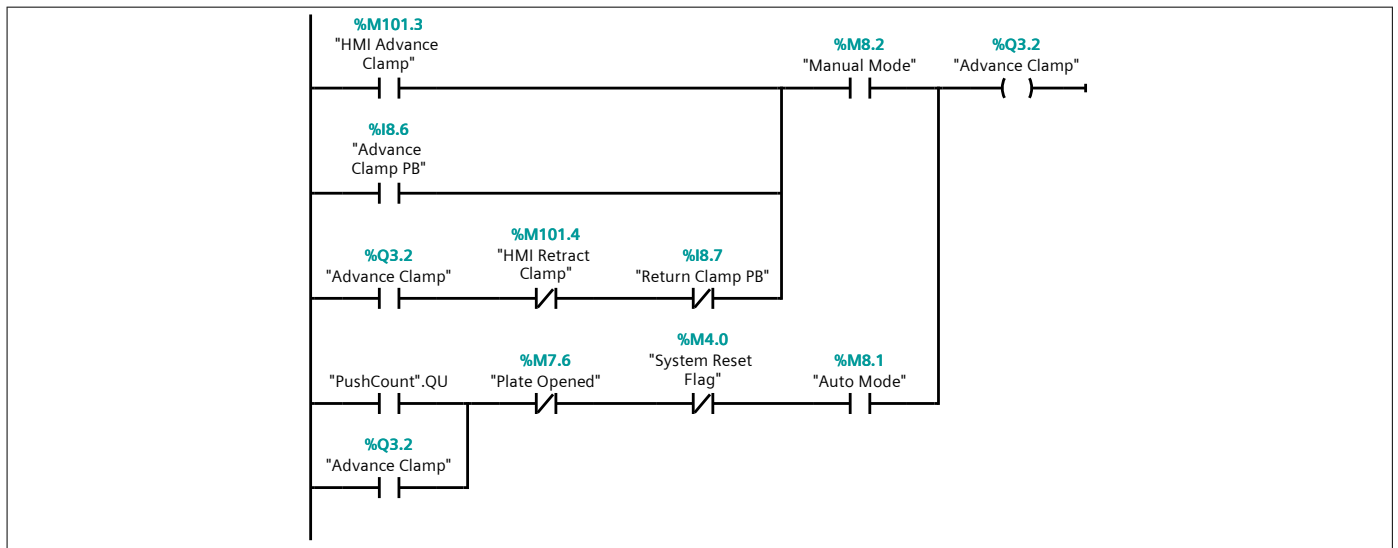 %M101.3
"HMI Advance
Clamp"
%M8.2
"Manual Mode"
%Q3.2
"Advance Clamp"
%I8.6
"Advance
Clamp PB"
%Q3.2
"Advance Clamp"
%M101.4
"HMI Retract
Clamp"
%I8.7
"Return Clamp PB"
"PushCount".QU
%M7.6
"Plate Opened"
%M4.0
"System Reset
Flag"
%M8.1
"Auto Mode"
%Q3.2
"Advance Clamp"